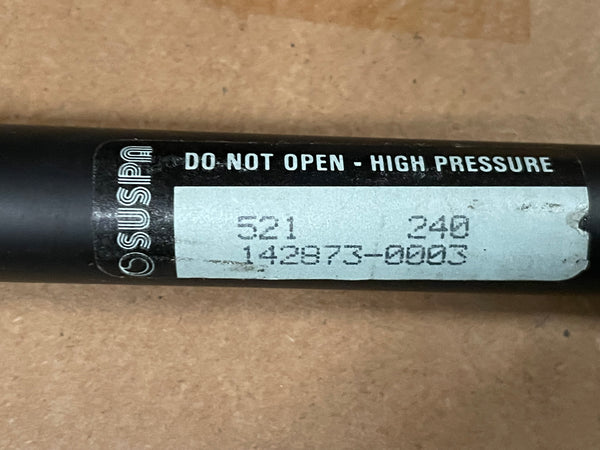 SUSPA
DO NOT OPEN - HIGH PRESSURE
521 240
142873-0003